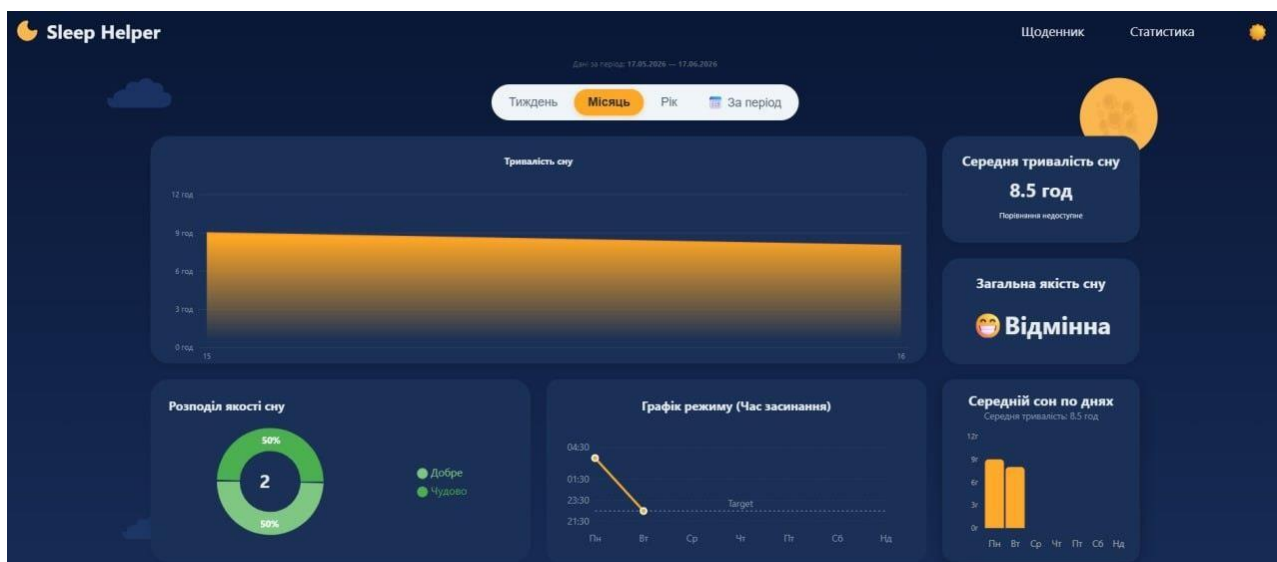 Sleep Helper
Щоденник
Статистика
Дані за період: 17.05.2026 — 17.06.2026
Тиждень
Місяць
Рік
За період
Тривалість сну
12 год
9 год
6 год
3 год
0 год
15
16
Середня тривалість сну
8.5 год
Порівняння недоступне
Загальна якість сну
Відмінна
Розподіл якості сну
50%
2
50%
Добре
Чудово
Графік режиму (Час засинання)
04:30
01:30
23:30
21:30
Target
Пн Вт Ср Чт Пт Сб Нд
Середній сон по днях
Середня тривалість: 8.5 год
12г
9г
6г
3г
0г
Пн Вт Ср Чт Пт Сб Нд